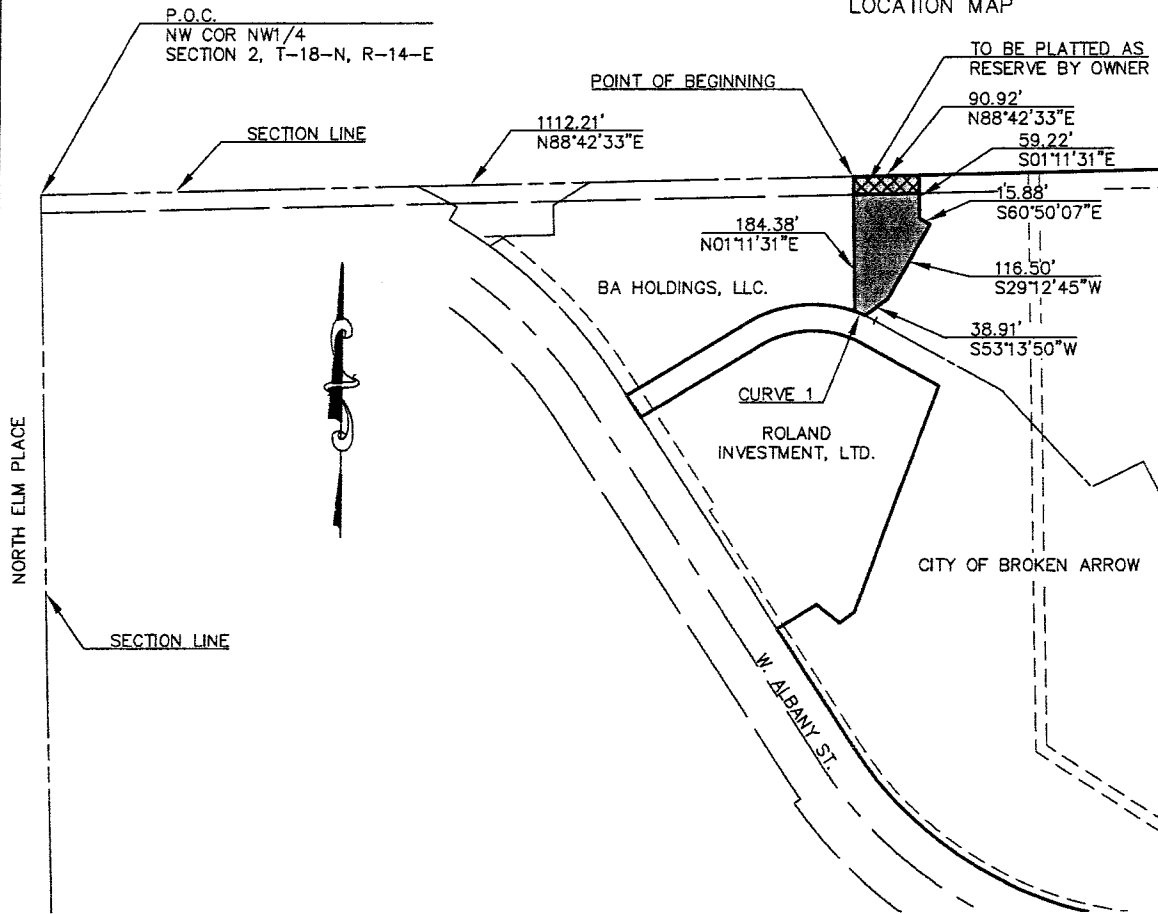 LOCATION MAP
P.O.C.
NW COR NW1/4
SECTION 2, T-18-N, R-14-E
TO BE PLATTED AS
RESERVE BY OWNER
POINT OF BEGINNING
90.92'
N88°42'33"E
SECTION LINE
1112.21'
N88°42'33"E
59.22'
S01°11'31"E
15.88'
S60°50'07"E
184.38'
N01°11'31"E
116.50'
S29°12'45"W
BA HOLDINGS, LLC.
38.91'
S53°13'50"W
CURVE 1
ROLAND
INVESTMENT, LTD.
NORTH ELM PLACE
CITY OF BROKEN ARROW
SECTION LINE
W. ALBANY ST.